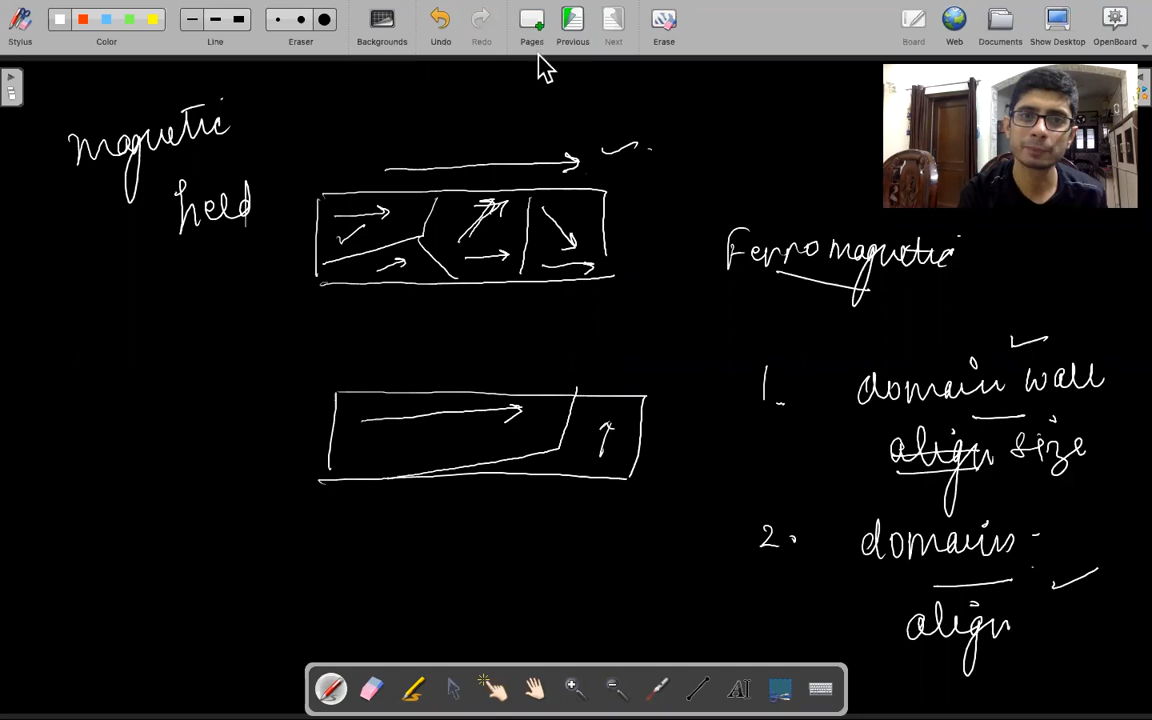 Stylus
Color
Line
Eraser
Backgrounds
Undo
Redo
Pages
Previous
Next
Erase
Board
Web
Documents
Show Desktop
OpenBoard
magnetic
field
Ferromagnetic
1. domain wall
align size
2. domains
align